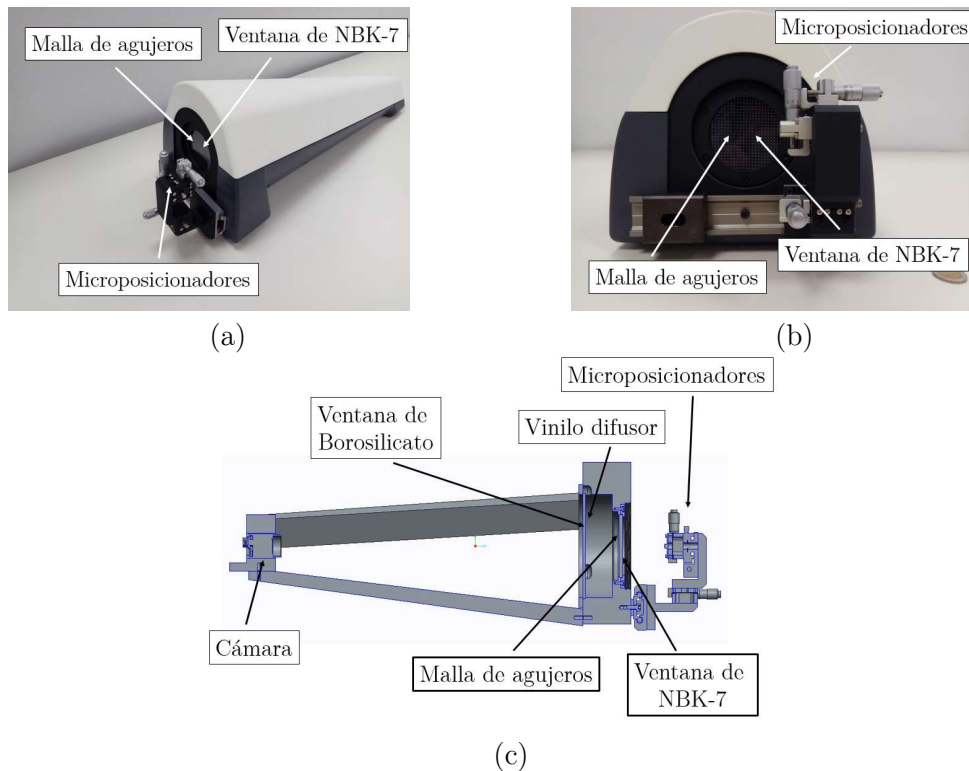 Malla de agujeros
Ventana de NBK-7
Microposicionadores
(a)
Microposicionadores
Malla de agujeros
Ventana de NBK-7
(b)
Microposicionadores
Ventana de
Borosilicato
Vinilo difusor
Cámara
Malla de agujeros
Ventana de
NBK-7
(c)